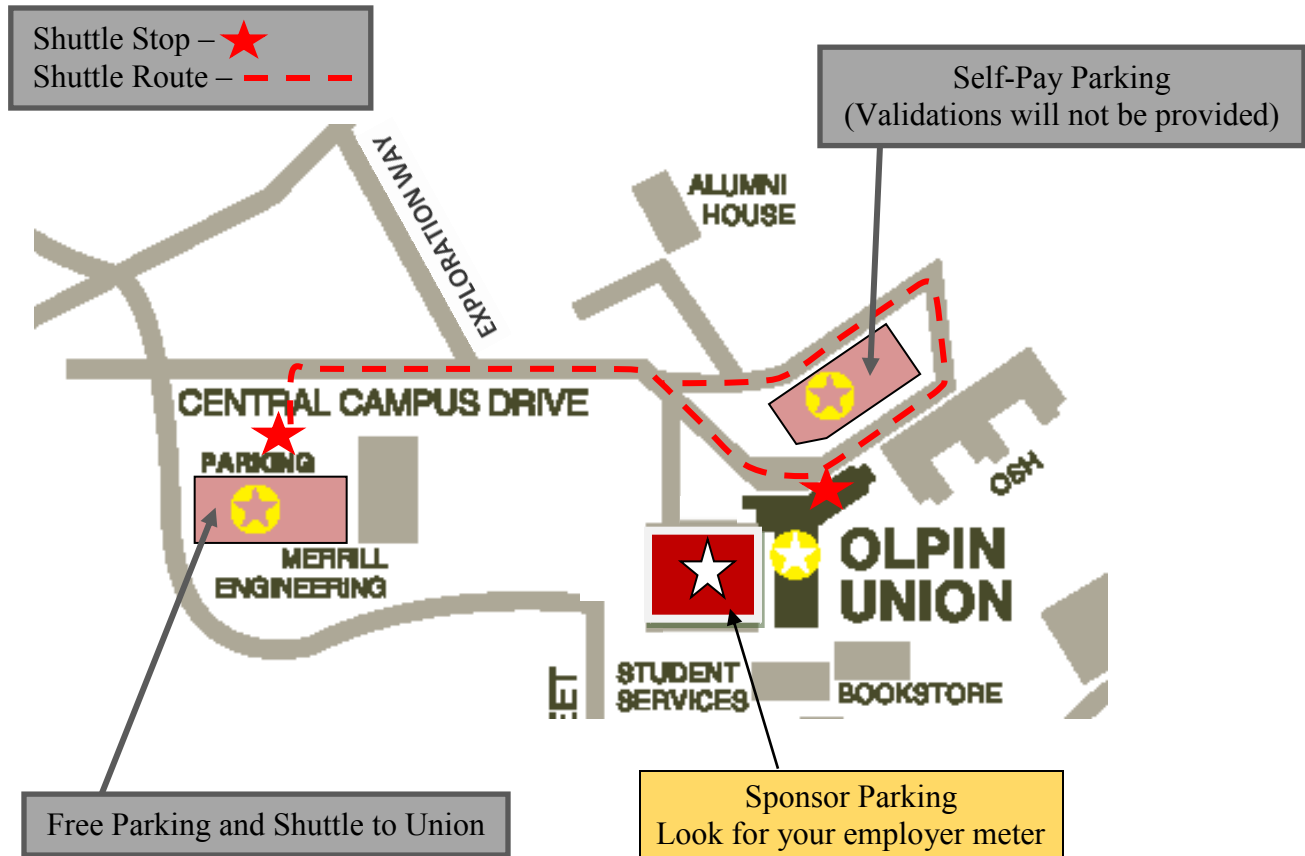 Shuttle Stop –
Shuttle Route –
Self-Pay Parking
(Validations will not be provided)
EXPLORATION WAY
ALUMNI
HOUSE
CENTRAL CAMPUS DRIVE
PARKING
MERRILL
ENGINEERING
OSH
OLPIN
UNION
EET
STUDENT
SERVICES
BOOKSTORE
Free Parking and Shuttle to Union
Sponsor Parking
Look for your employer meter